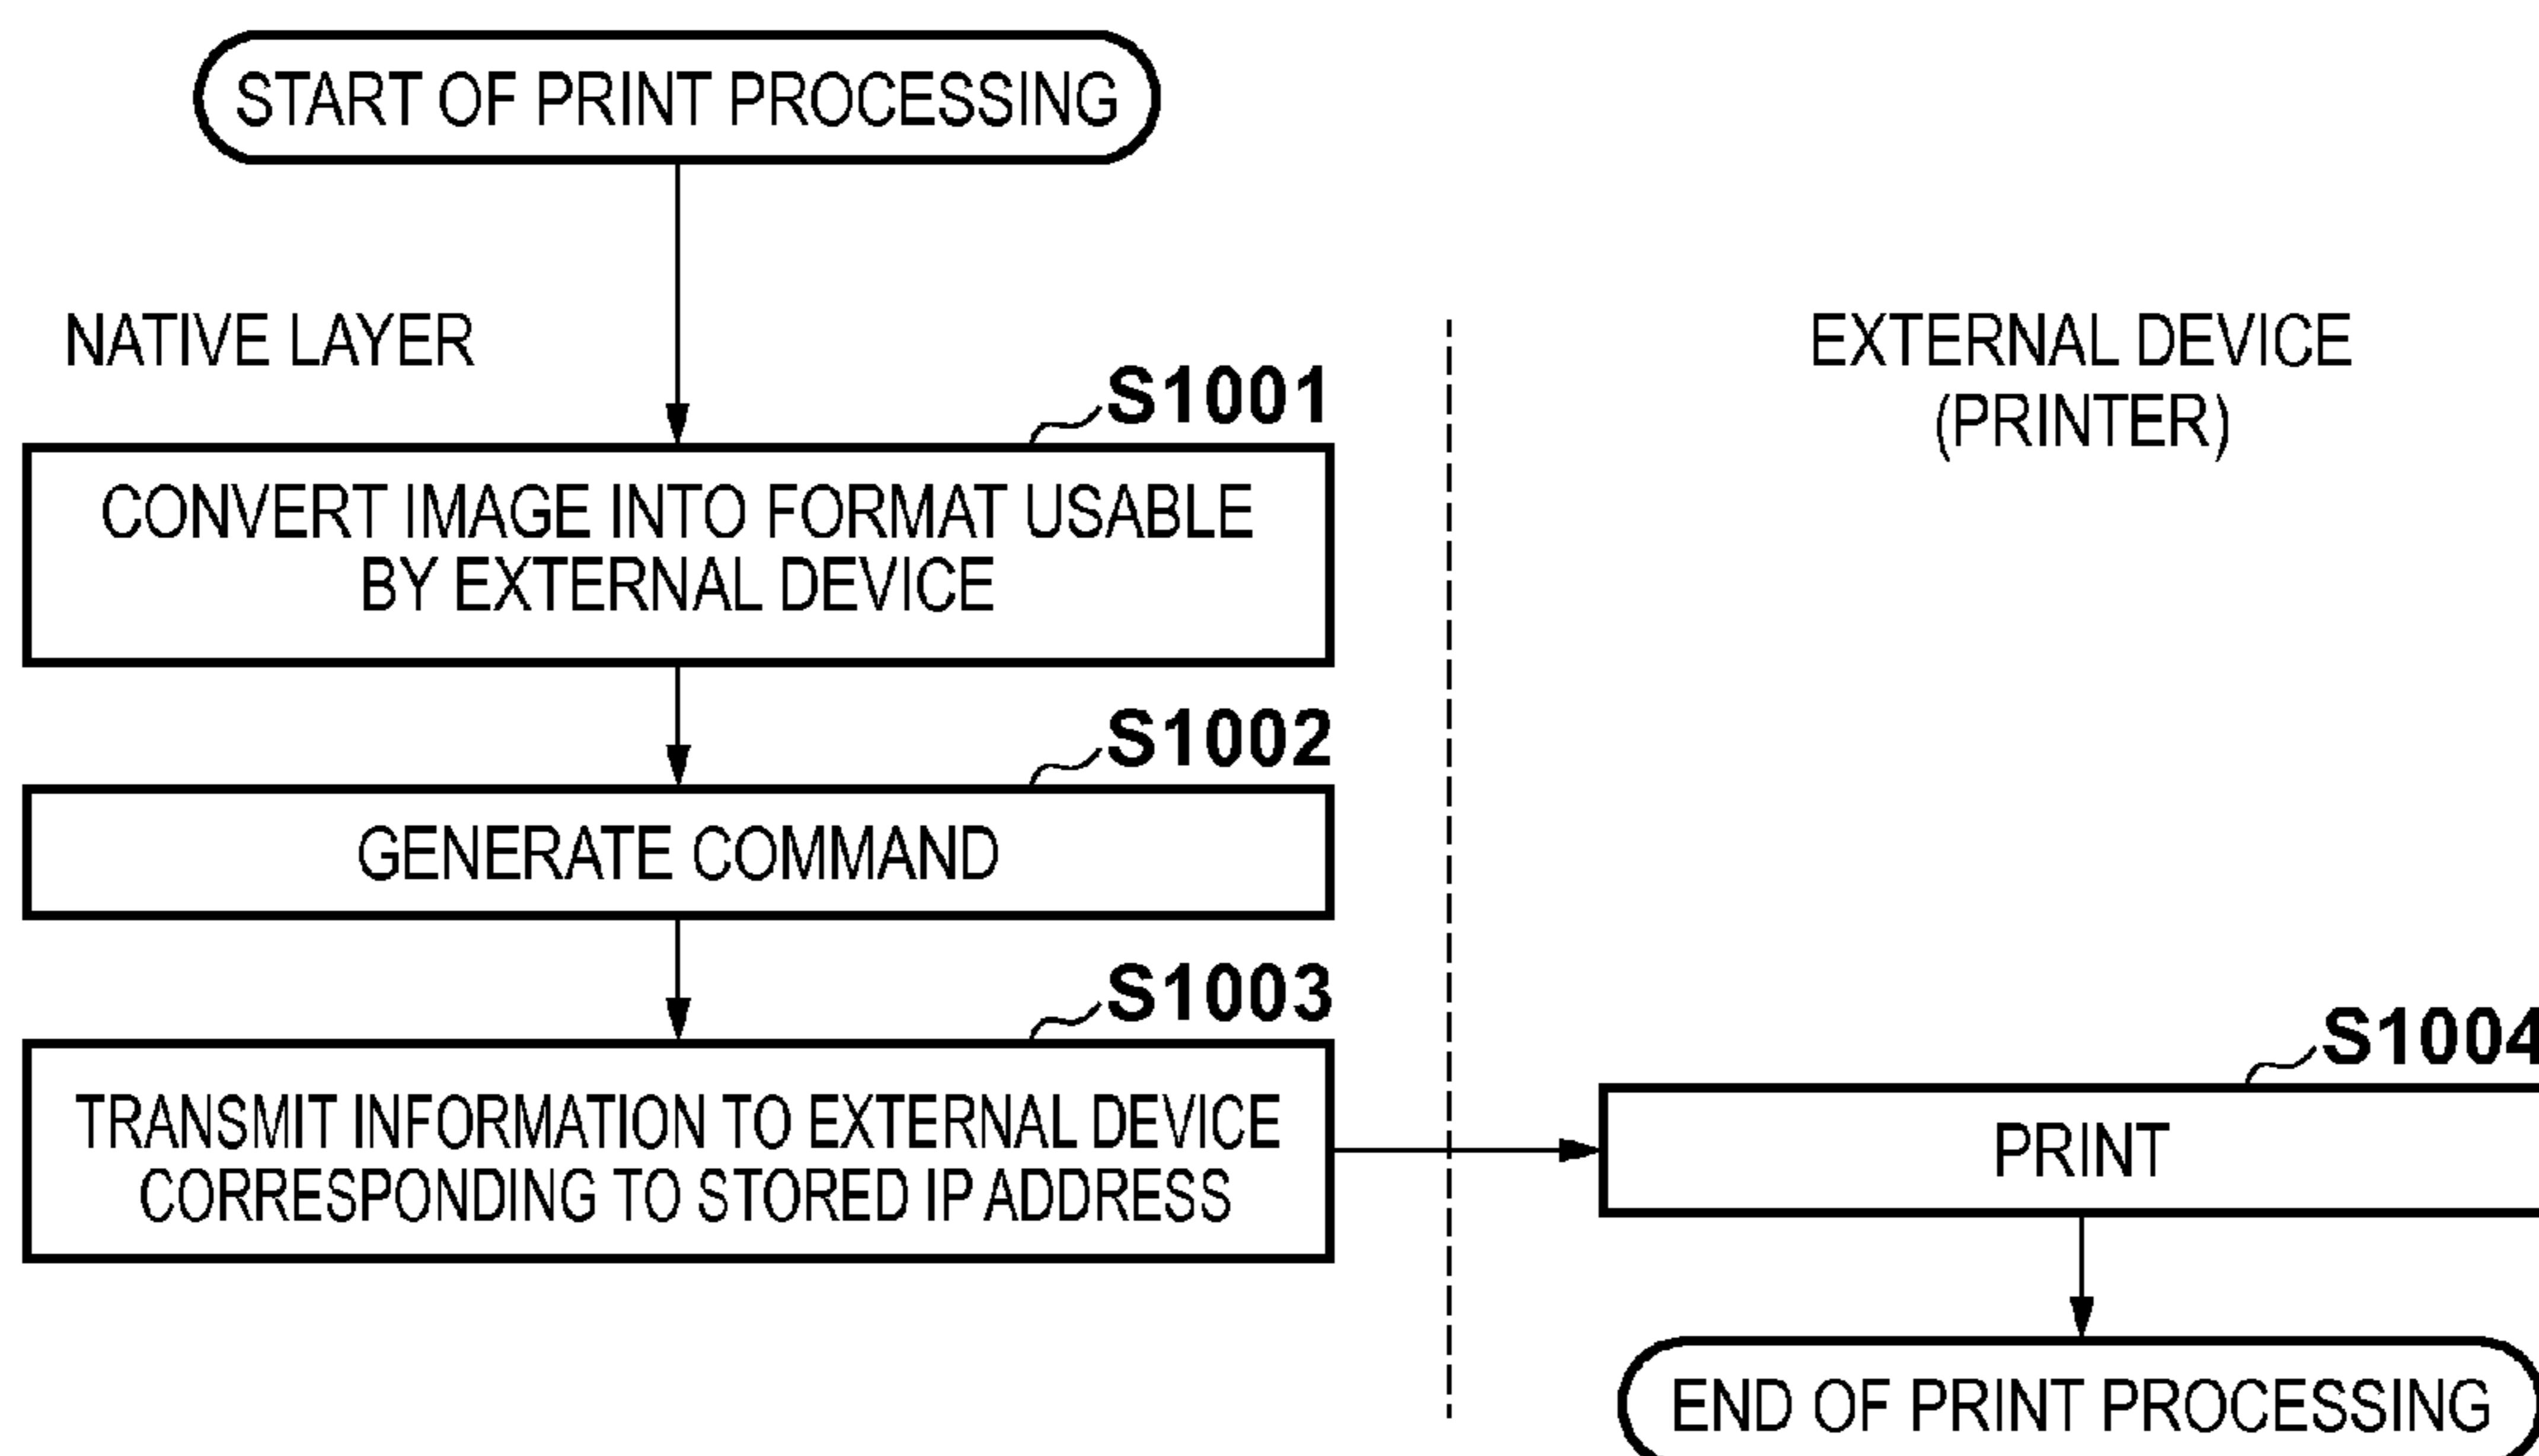 START OF PRINT PROCESSING
NATIVE LAYER
EXTERNAL DEVICE
(PRINTER)
S1001
CONVERT IMAGE INTO FORMAT USABLE
BY EXTERNAL DEVICE
S1002
GENERATE COMMAND
S1003
TRANSMIT INFORMATION TO EXTERNAL DEVICE
CORRESPONDING TO STORED IP ADDRESS
S1004
PRINT
END OF PRINT PROCESSING